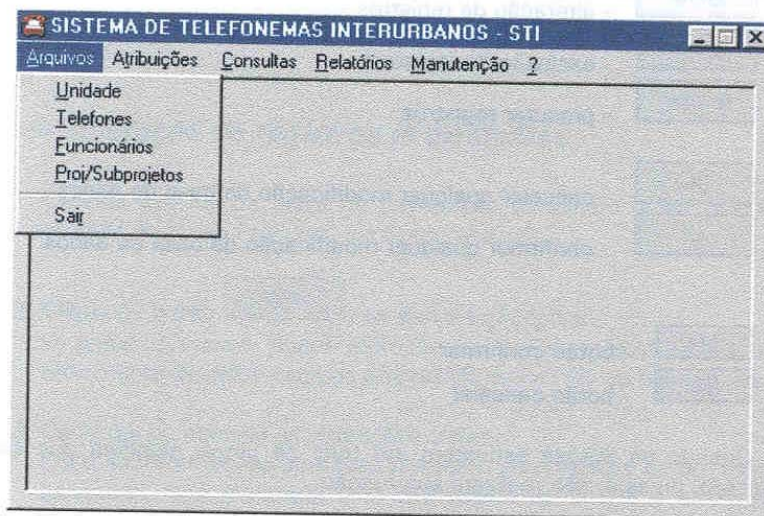 SISTEMA DE TELEFONEMAS INTERURBANOS - STI
Arquivos Atribuições Consultas Relatórios Manutenção ?
Unidade
Telefones
Funcionários
Proj/Subprojetos
Sair